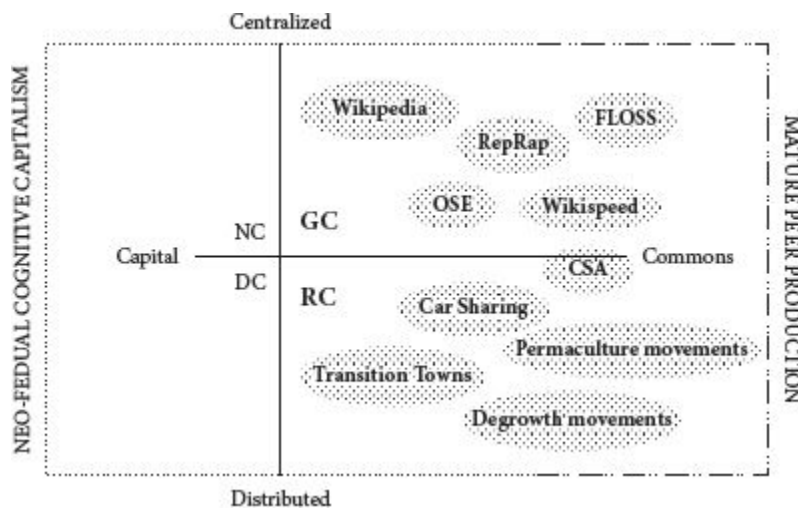 Centralized
NEO-FEDUAL COGNITIVE CAPITALISM
Wikipedia
FLOSS
RepRap
OSE
Wikispeed
NC
GC
Capital
Commons
CSA
DC
RC
Car Sharing
Permaculture movements
Transition Towns
Degrowth movements
MATURE PEER PRODUCTION
Distributed